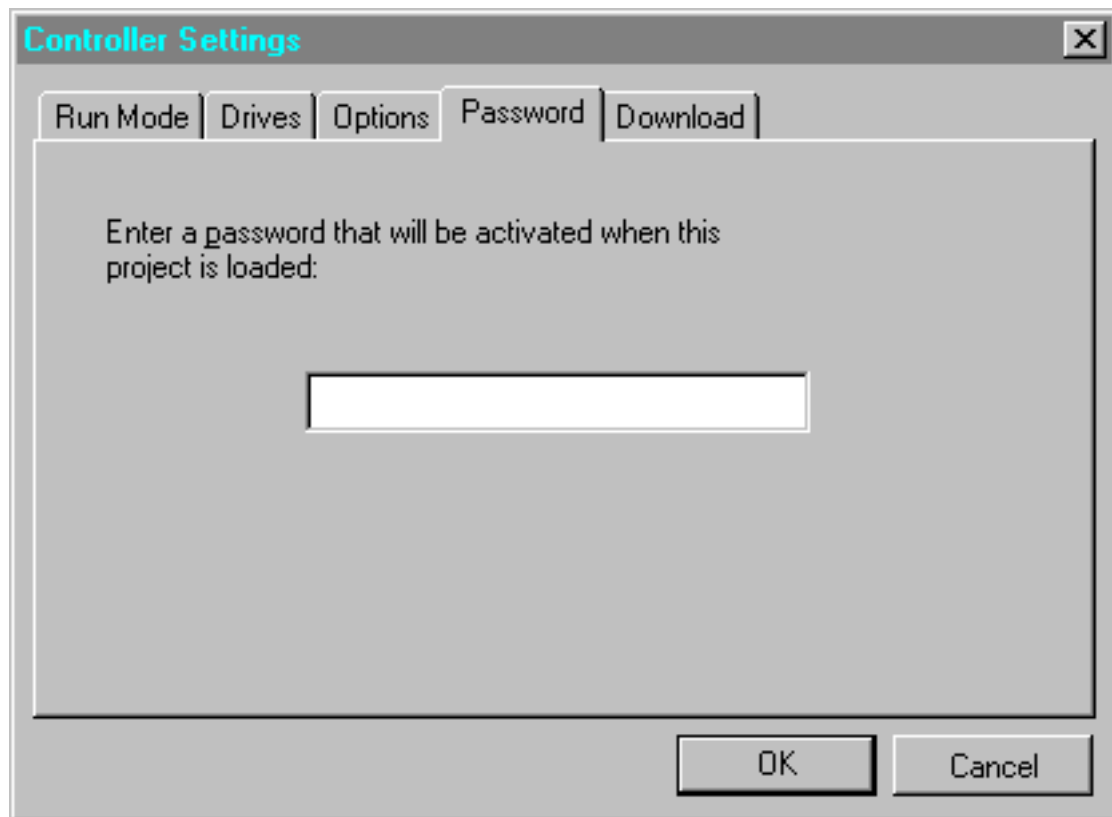 Controller Settings
Run Mode Drives Options Password Download
Enter a password that will be activated when this
project is loaded:
OK Cancel